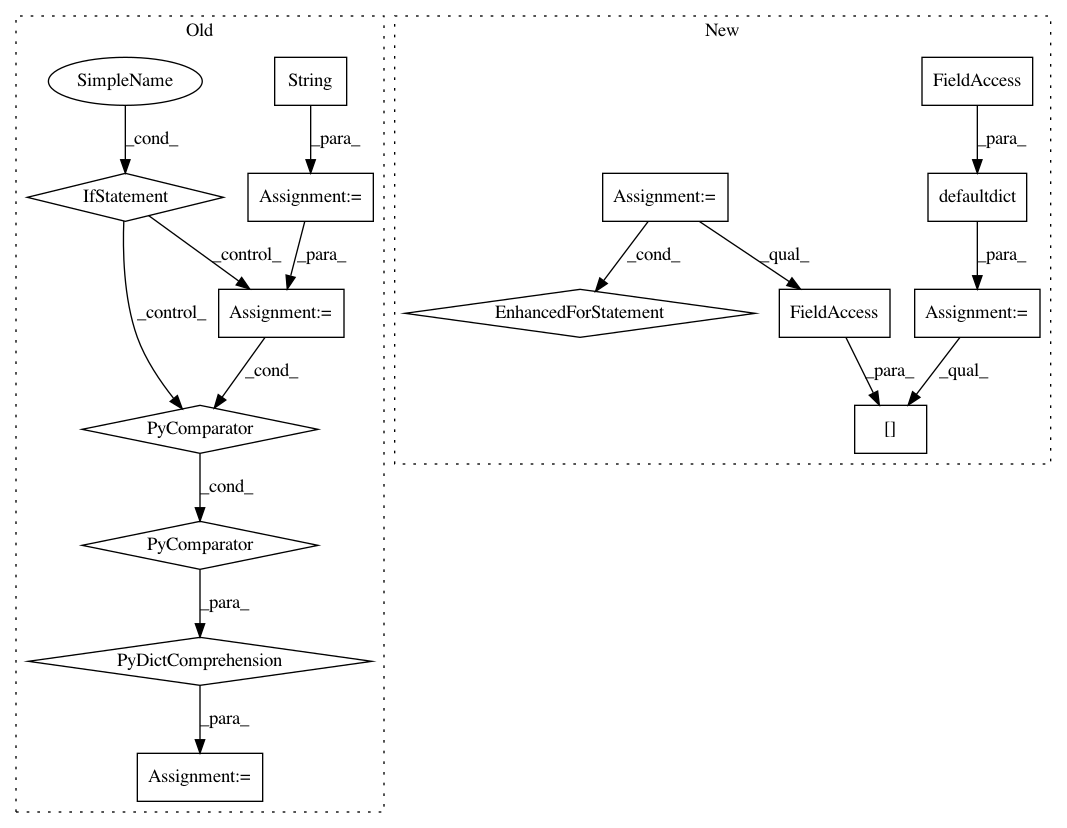 Old
New
SimpleName
String
FieldAccess
_cond_
_para_
_para_
IfStatement
Assignment:=
Assignment:=
defaultdict
_control_
_para_
_cond_
_qual_
_para_
_control_
Assignment:=
EnhancedForStatement
FieldAccess
Assignment:=
_cond_
_para_
_qual_
PyComparator
[]
_cond_
PyComparator
_para_
PyDictComprehension
_para_
Assignment:=